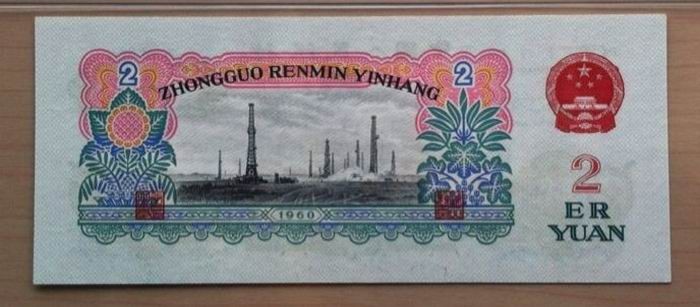 2
ZHONGGUO RENMIN YINHANG
2
1960
2
ER
YUAN